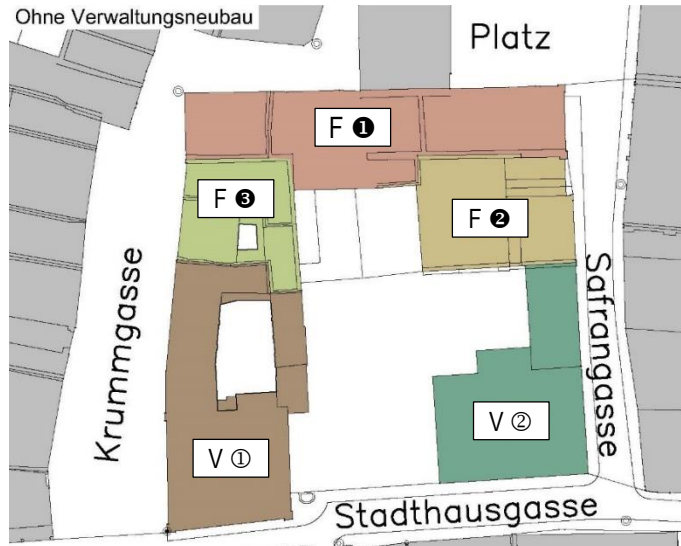 Ohne Verwaltungsneubau
Platz
F ❶
F ❸
F ❷
Krummgasse
Safrangasse
V ①
V ②
Stadthausgasse